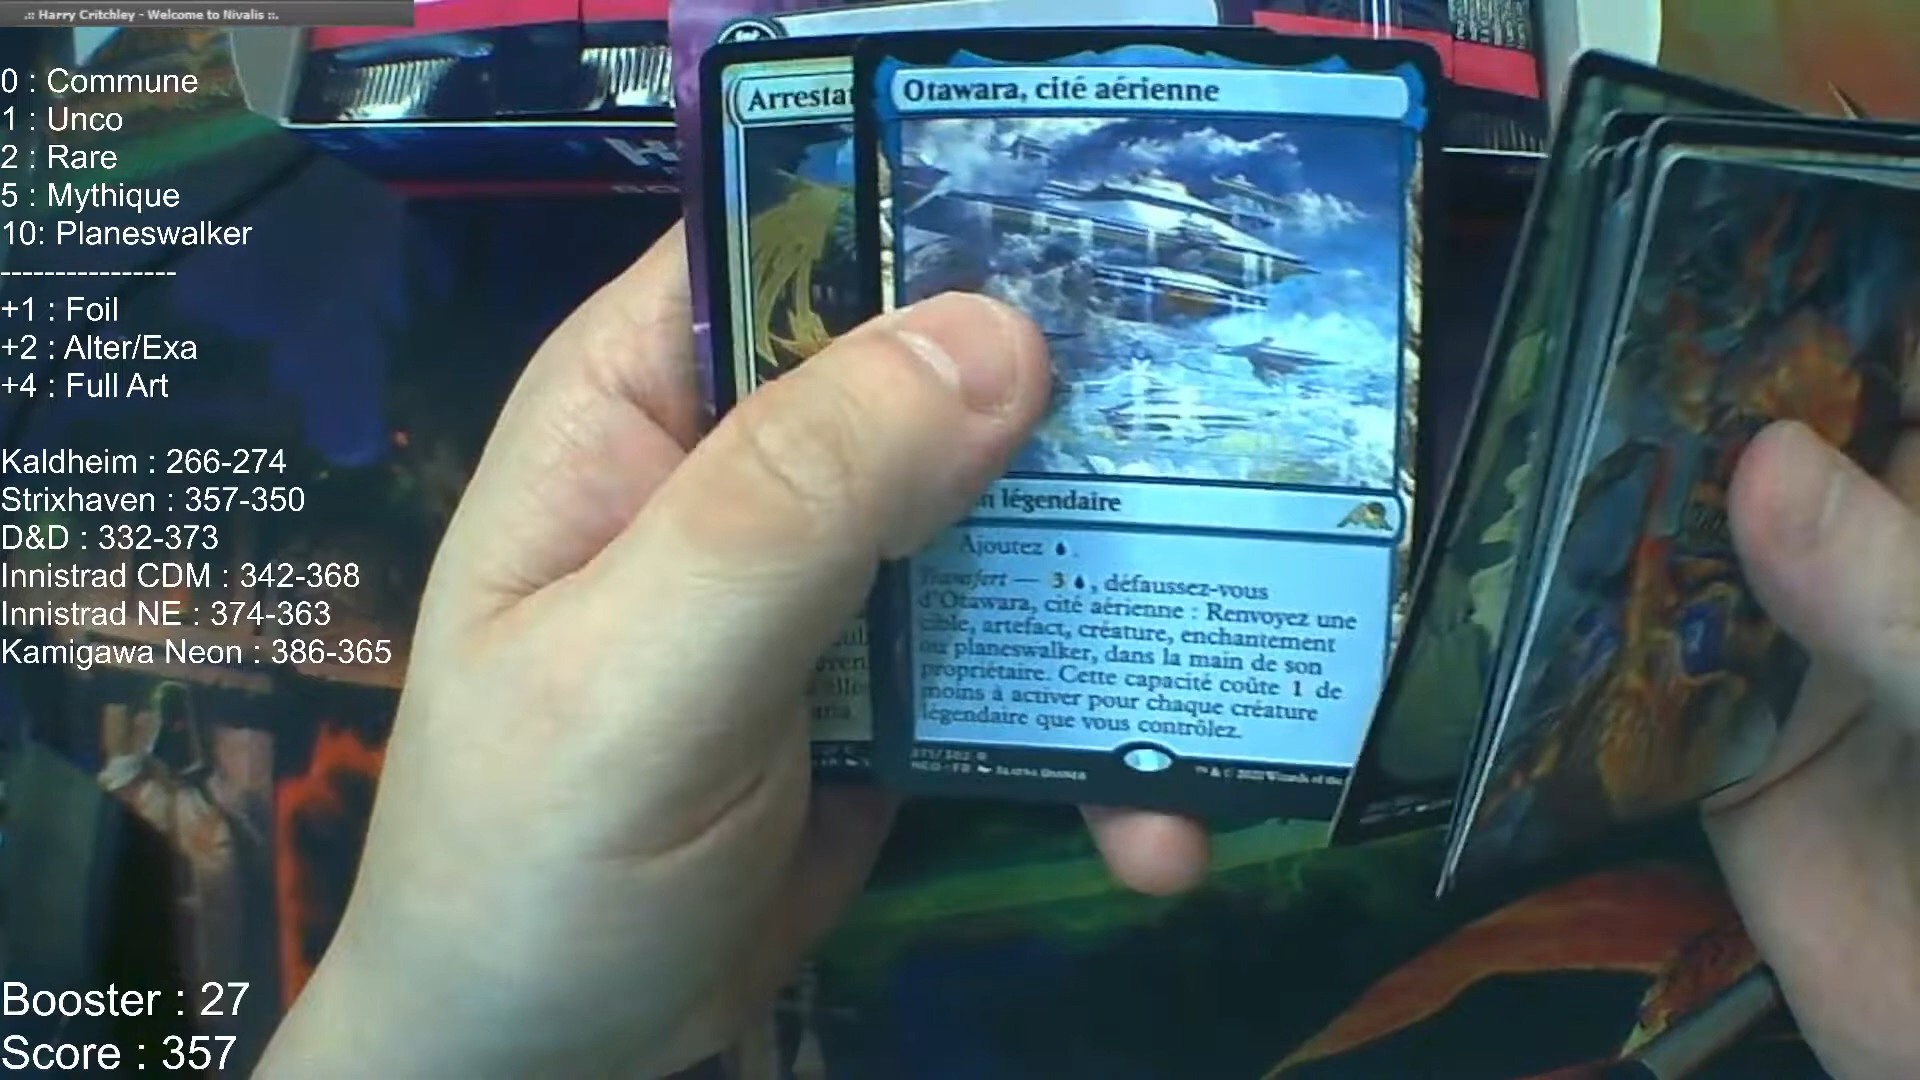 .:: Harry Critchley - Welcome to Nivalis ::.
0 : Commune
1 : Unco
2 : Rare
5 : Mythique
10: Planeswalker
----------------
+1 : Foil
+2 : Alter/Exa
+4 : Full Art
Kaldheim : 266-274
Strixhaven : 357-350
D&D : 332-373
Innistrad CDM : 342-368
Innistrad NE : 374-363
Kamigawa Neon : 386-365
Booster : 27
Score : 357
Arresta
Otawara, cité aérienne
n légendaire
Ajoutez
Transfert — 3 , défaussez-vous
d'Otawara, cité aérienne : Renvoyez une
cible, artefact, créature, enchantement
ou planeswalker, dans la main de son
propriétaire. Cette capacité coûte 1 de
moins à activer pour chaque créature
légendaire que vous contrôlez.